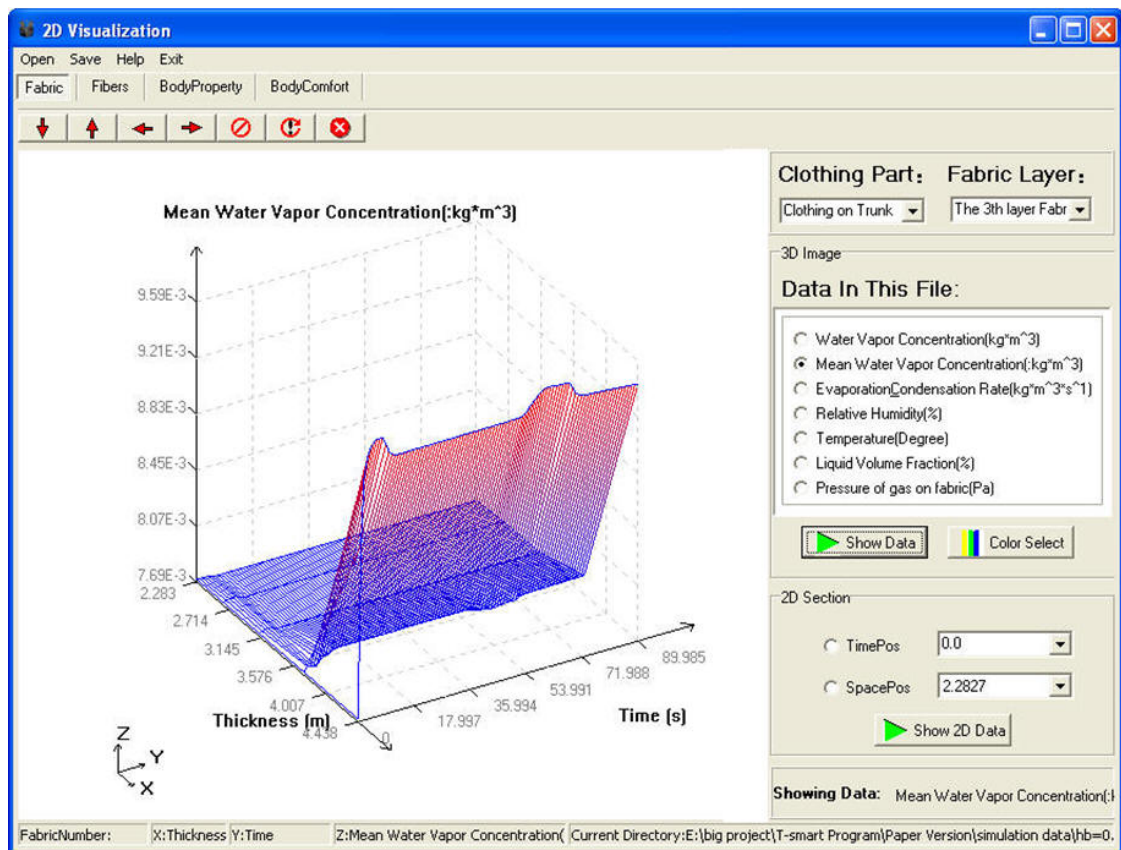 2D Visualization
Open Save Help Exit
Fabric Fibers BodyProperty BodyComfort
Mean Water Vapor Concentration(:kg*m^3)
9.59E-3
9.21E-3
8.83E-3
8.45E-3
8.07E-3
7.69E-3
2.283
2.714
3.145
3.576
4.007
4.438
Thickness (m)
0
17.997
35.994
53.991
71.988
89.985
Time (s)
Z
Y
X
Clothing Part: Fabric Layer:
Clothing on Trunk The 3th layer Fabr
3D Image
Data In This File:
Water Vapor Concentration(kg*m^3)
Mean Water Vapor Concentration(:kg*m^3)
EvaporationCondensation Rate(kg*m^3*s^1)
Relative Humidity(%)
Temperature(Degree)
Liquid Volume Fraction(%)
Pressure of gas on fabric(Pa)
Show Data Color Select
2D Section
TimePos 0.0
SpacePos 2.2827
Show 2D Data
Showing Data: Mean Water Vapor Concentration(:k
FabricNumber: X:Thickness Y:Time Z:Mean Water Vapor Concentration( Current Directory:E:\big project\T-smart Program\Paper Version\simulation data\hb=0.